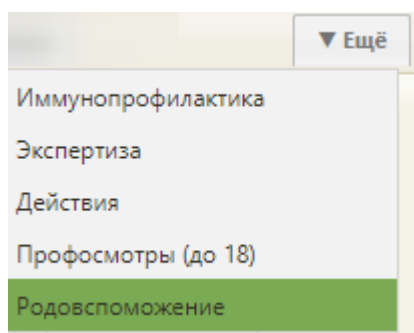 ▼ Ещё
Иммунопрофилактика
Экспертиза
Действия
Профосмотры (до 18)
Родовспоможение